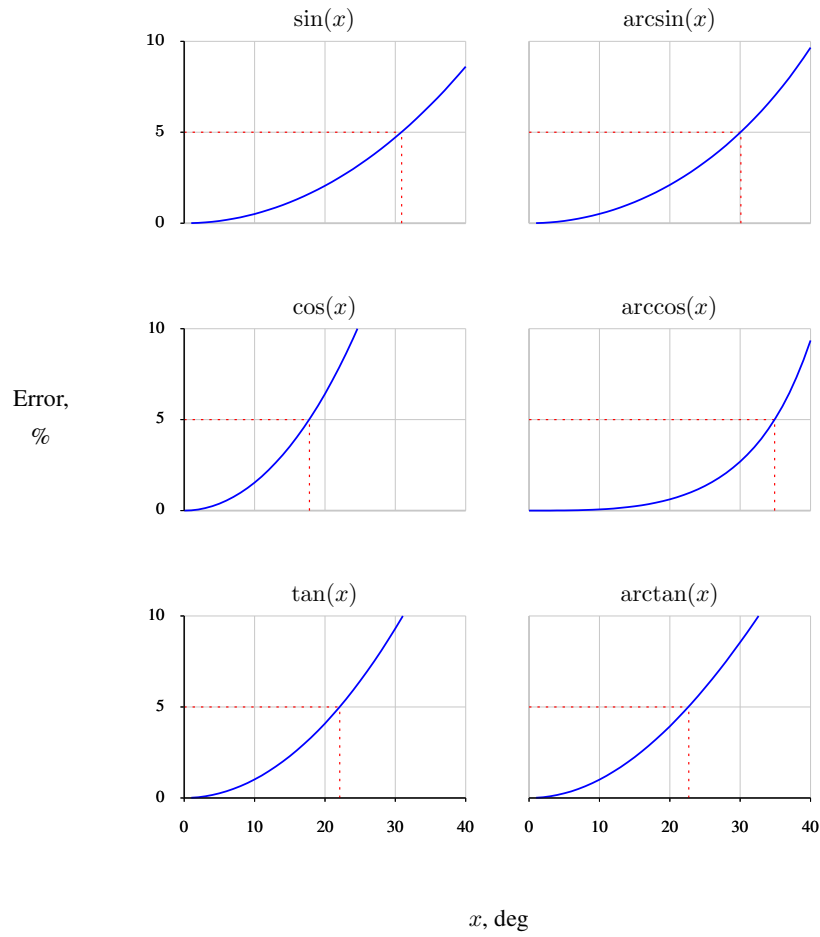 sin(x)
arcsin(x)
10
5
0
cos(x)
arccos(x)
10
5
0
Error,
%
tan(x)
arctan(x)
10
5
0
0 10 20 30 40
0 10 20 30 40
x, deg